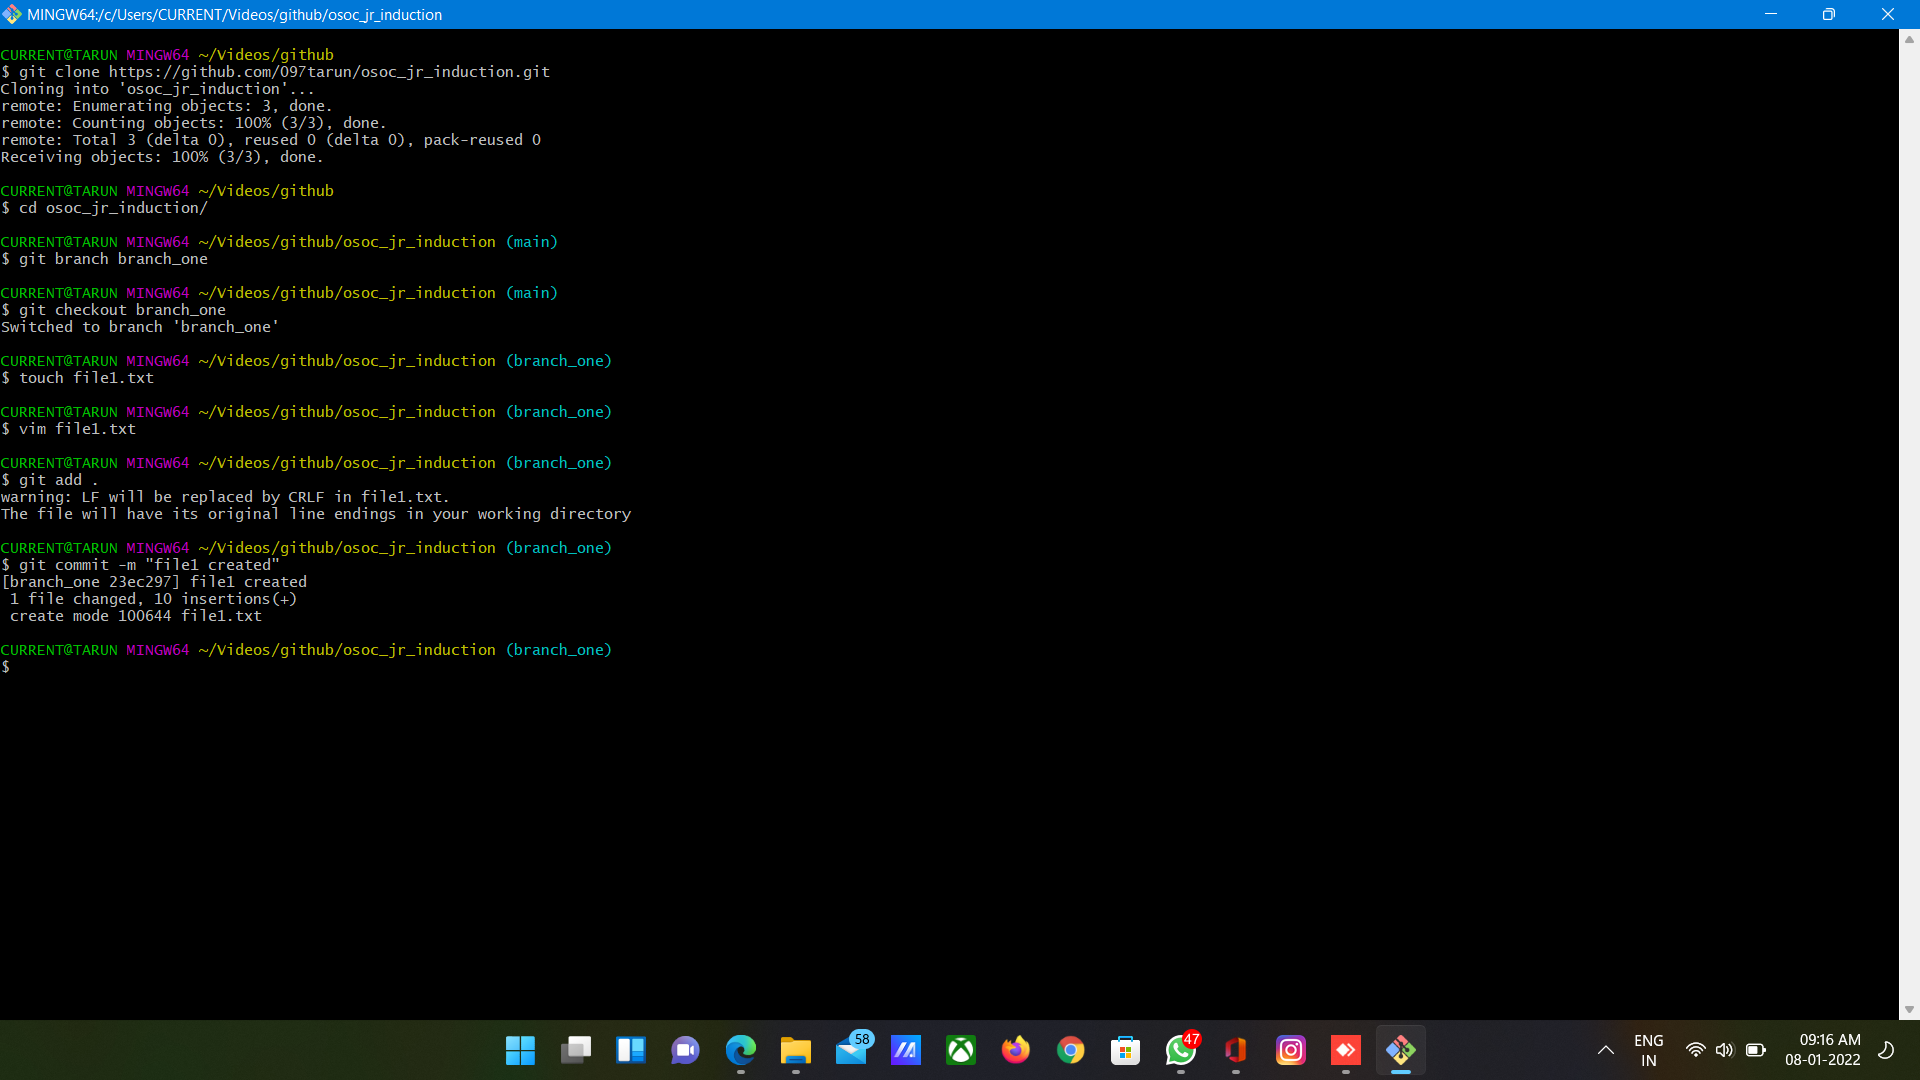 MINGW64:/c/Users/CURRENT/Videos/github/osoc_jr_induction
CURRENT@TARUN MINGW64 ~/Videos/github
$ git clone https://github.com/097tarun/osoc_jr_induction.git
Cloning into 'osoc_jr_induction'...
remote: Enumerating objects: 3, done.
remote: Counting objects: 100% (3/3), done.
remote: Total 3 (delta 0), reused 0 (delta 0), pack-reused 0
Receiving objects: 100% (3/3), done.
CURRENT@TARUN MINGW64 ~/Videos/github
$ cd osoc_jr_induction/
CURRENT@TARUN MINGW64 ~/Videos/github/osoc_jr_induction (main)
$ git branch branch_one
CURRENT@TARUN MINGW64 ~/Videos/github/osoc_jr_induction (main)
$ git checkout branch_one
Switched to branch 'branch_one'
CURRENT@TARUN MINGW64 ~/Videos/github/osoc_jr_induction (branch_one)
$ touch file1.txt
CURRENT@TARUN MINGW64 ~/Videos/github/osoc_jr_induction (branch_one)
$ vim file1.txt
CURRENT@TARUN MINGW64 ~/Videos/github/osoc_jr_induction (branch_one)
$ git add .
warning: LF will be replaced by CRLF in file1.txt.
The file will have its original line endings in your working directory
CURRENT@TARUN MINGW64 ~/Videos/github/osoc_jr_induction (branch_one)
$ git commit -m "file1 created"
[branch_one 23ec297] file1 created
 1 file changed, 10 insertions(+)
 create mode 100644 file1.txt
CURRENT@TARUN MINGW64 ~/Videos/github/osoc_jr_induction (branch_one)
$
58
47
ENG
IN
09:16 AM
08-01-2022